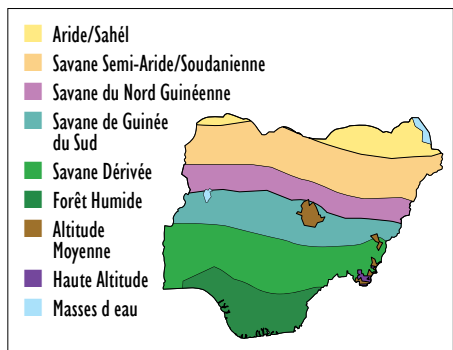 Aride/Sahél
Savane Semi-Aride/Soudanienne
Savane du Nord Guinéenne
Savane de Guinée
du Sud
Savane Dérivée
Forêt Humide
Altitude
Moyenne
Haute Altitude
Masses d eau